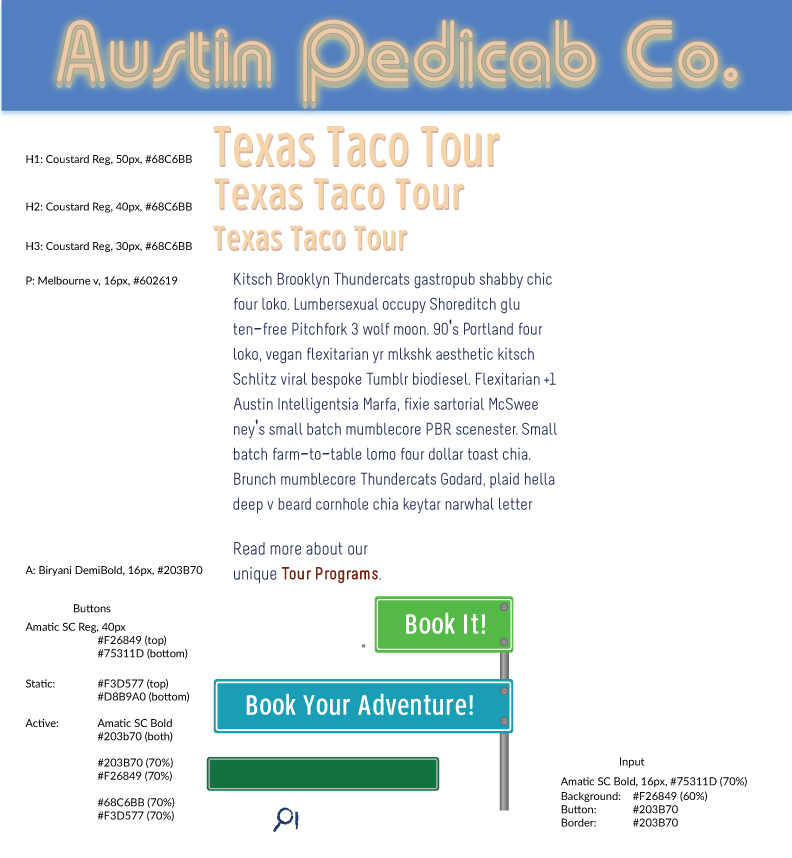 Austin Pedicab Co.
H1: Coustard Reg, 50px, #68C6BB
Texas Taco Tour
H2: Coustard Reg, 40px, #68C6BB
Texas Taco Tour
H3: Coustard Reg, 30px, #68C6BB
Texas Taco Tour
P: Melbourne v, 16px, #602619
Kitsch Brooklyn Thundercats gastropub shabby chic
four loko. Lumbersexual occupy Shoreditch glu
ten-free Pitchfork 3 wolf moon. 90's Portland four
loko, vegan flexitarian yr mlkshk aesthetic kitsch
Schlitz viral bespoke Tumblr biodiesel. Flexitarian +1
Austin Intelligentsia Marfa, fixie sartorial McSwee
ney's small batch mumblecore PBR scenester. Small
batch farm-to-table lomo four dollar toast chia.
Brunch mumblecore Thundercats Godard, plaid hella
deep v beard cornhole chia keytar narwhal letter
Read more about our
unique Tour Programs.
A: Biryani DemiBold, 16px, #203B70
Buttons
Amatic SC Reg, 40px
#F26849 (top)
#75311D (bottom)
Static: #F3D577 (top)
#D8B9A0 (bottom)
Active: Amatic SC Bold
#203b70 (both)
#203B70 (70%)
#F26849 (70%)
#68C6BB (70%)
#F3D577 (70%)
Book It!
Book Your Adventure!
Input
Amatic SC Bold, 16px, #75311D (70%)
Background: #F26849 (60%)
Button: #203B70
Border: #203B70